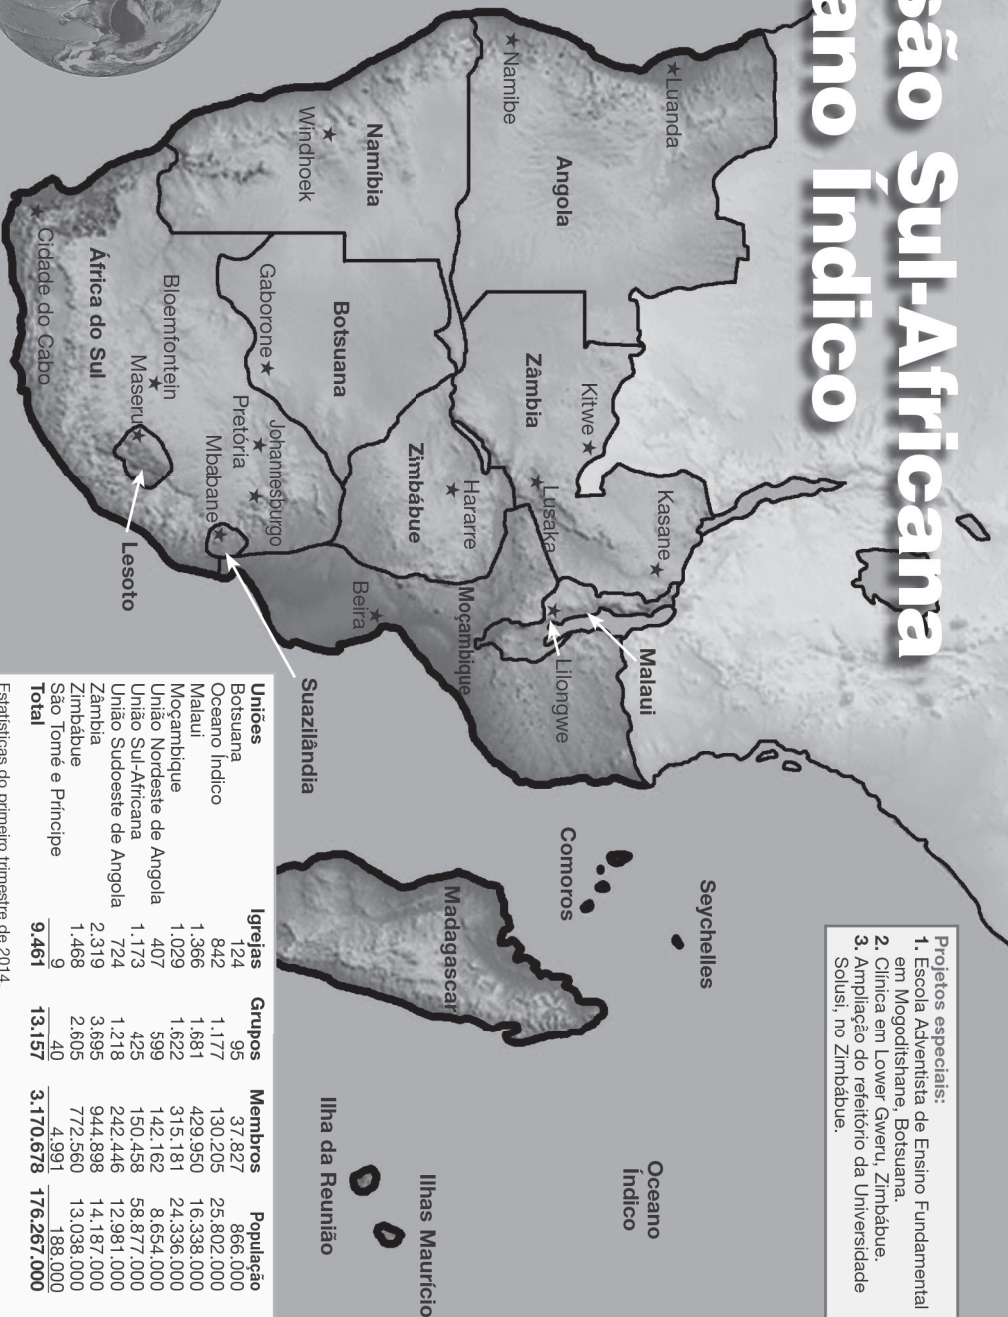 são Sul-Africana
ano Índico
Projetos especiais:
1. Escola Adventista de Ensino Fundamental
em Mogoditshane, Botsuana.
2. Clínica em Lower Gweru, Zimbábue.
3. Ampliação do refeitório da Universidade
Solusi, no Zimbábue.
Luanda
Namibe
Angola
Namíbia
Windhoek
Botsuana
Gaborone
Zâmbia
Kitwe
Lusaka
Kasane
Zimbábue
Hararre
Moçambique
Beira
Malaui
Lilongwe
África do Sul
Cidade do Cabo
Bloemfontein
Maseru
Pretória
Johannesburgo
Mbabane
Lesoto
Suazilândia
Comoros
Seychelles
Madagascar
Oceano
Índico
Ilhas Maurício
Ilha da Reunião
Uniões Igrejas Grupos Membros População
Botsuana 124 95 37.827 866.000
Oceano Índico 842 1.177 130.205 25.802.000
Malaui 1.366 1.681 429.950 16.338.000
Moçambique 1.029 1.622 315.181 24.336.000
União Nordeste de Angola 407 599 142.162 8.654.000
União Sul-Africana 1.173 425 150.458 58.877.000
União Sudoeste de Angola 724 1.218 242.446 12.981.000
Zâmbia 2.319 3.695 944.898 14.187.000
Zimbábue 1.468 2.605 772.560 13.038.000
São Tomé e Príncipe 9 40 4.991 188.000
Total 9.461 13.157 3.170.678 176.267.000
Estatísticas do primeiro trimestre de 2014.